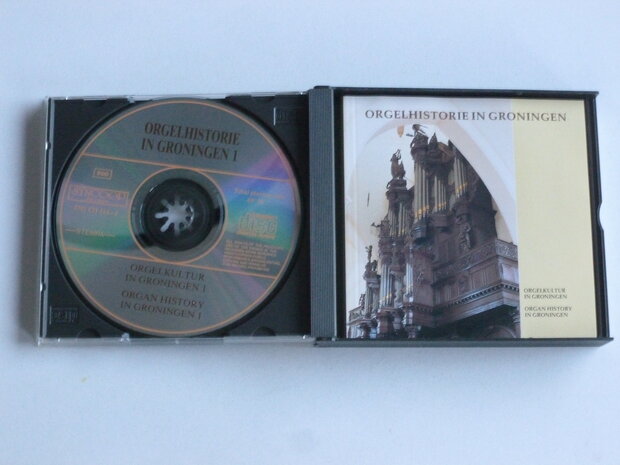 ORGELHISTORIE
IN GRONINGEN 1
STEREO
ORGELKULTUR
IN GRONINGEN 1
ORGAN HISTORY
IN GRONINGEN 1
ORGELHISTORIE IN GRONINGEN
ORGELKULTUR
IN GRONINGEN
ORGAN HISTORY
IN GRONINGEN